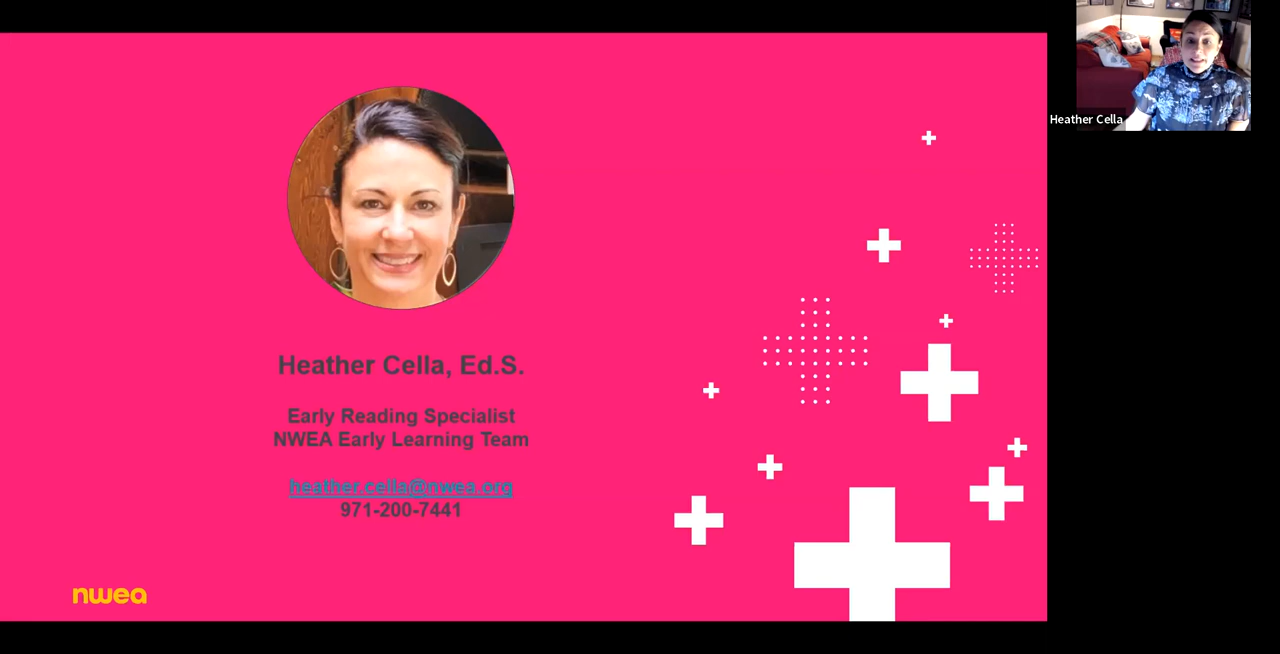 Heather Cella, Ed.S.
Early Reading Specialist
NWEA Early Learning Team
heather.cella@nwea.org
971-200-7441
nwea
Heather Cella